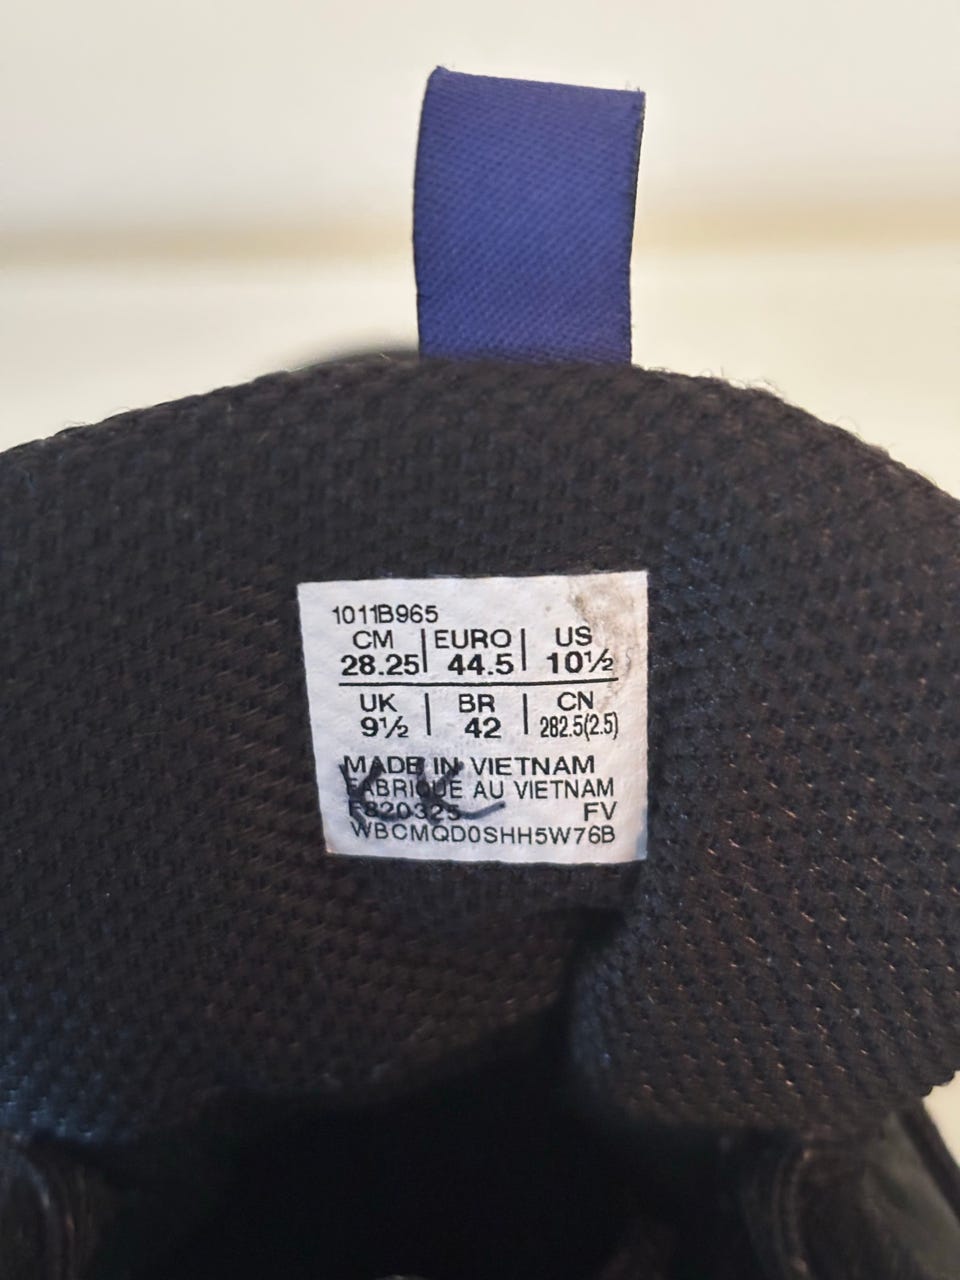 1011B965
CM | EURO | US
28.25 | 44.5 | 10½
UK | BR | CN
9½ | 42 | 282.5(2.5)
MADE IN VIETNAM
FABRIQUE AU VIETNAM
FS20325 FV
WBCMQD0SHH5W76B